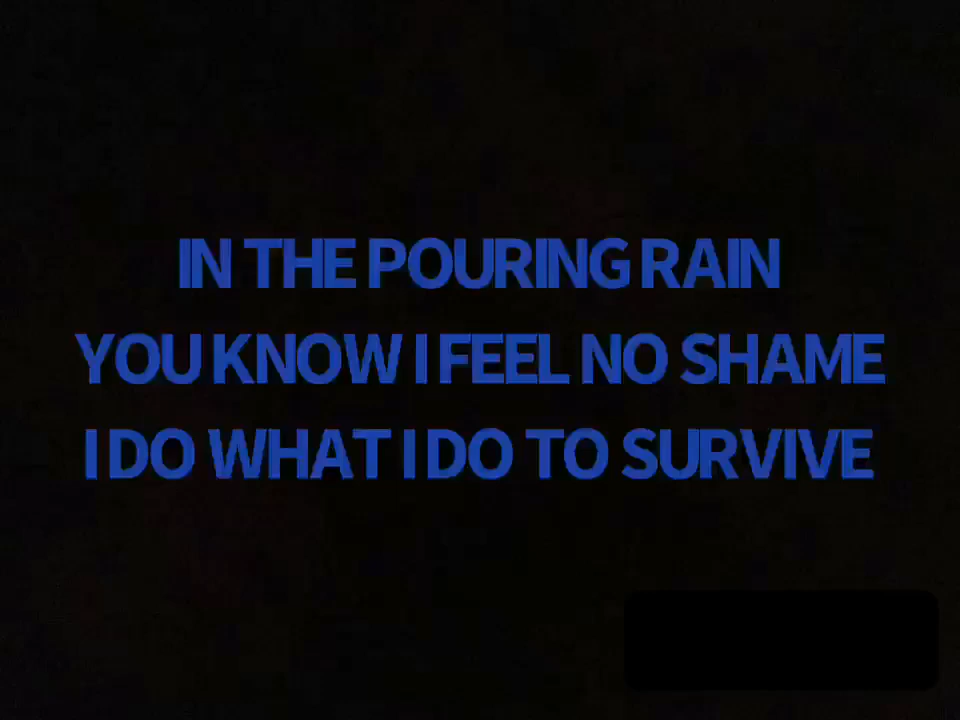 IN THE POURING RAIN
YOU KNOW I FEEL NO SHAME
I DO WHAT I DO TO SURVIVE